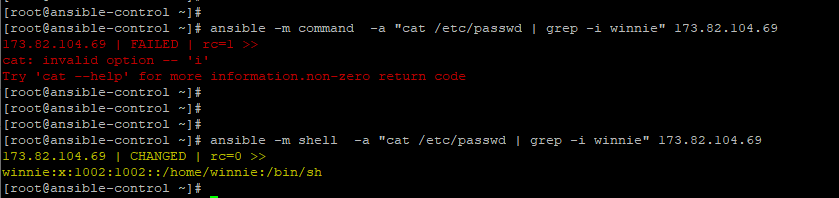 [root@ansible-control ~]#
[root@ansible-control ~]# ansible -m command  -a "cat /etc/passwd | grep -i winnie" 173.82.104.69
173.82.104.69 | FAILED | rc=1 >>
cat: invalid option -- 'i'
Try 'cat --help' for more information.non-zero return code
[root@ansible-control ~]#
[root@ansible-control ~]#
[root@ansible-control ~]#
[root@ansible-control ~]# ansible -m shell  -a "cat /etc/passwd | grep -i winnie" 173.82.104.69
173.82.104.69 | CHANGED | rc=0 >>
winnie:x:1002:1002::/home/winnie:/bin/sh
[root@ansible-control ~]#